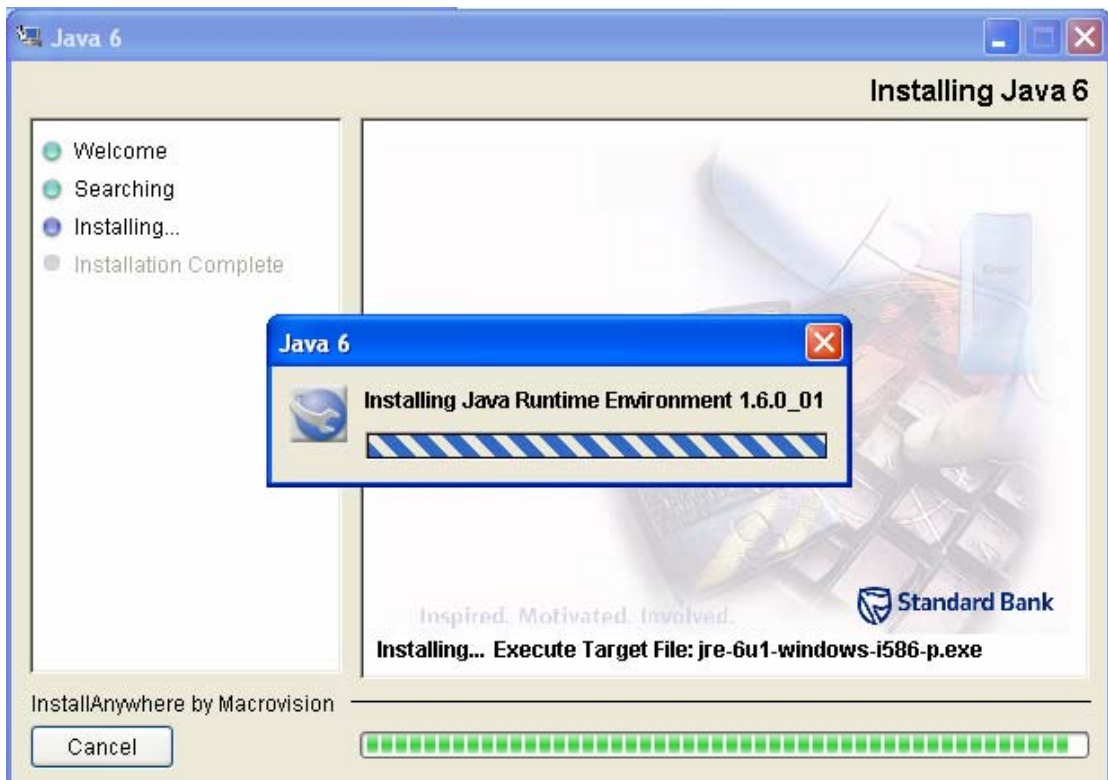 Java 6
Installing Java 6
Welcome
Searching
Installing...
Installation Complete
Java 6
Installing Java Runtime Environment 1.6.0_01
Standard Bank
Inspired. Motivated. Involved.
Installing... Execute Target File: jre-6u1-windows-i586-p.exe
InstallAnywhere by Macrovision
Cancel